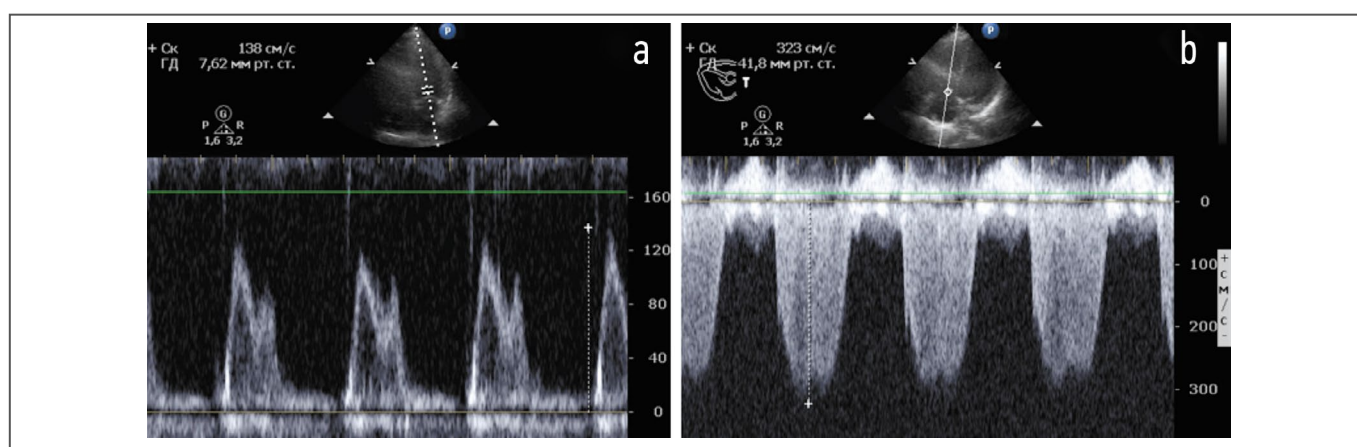 a
P
+ Ск 138 см/с
ГД 7,62 мм рт. ст.
G
P R
1,6 3,2
160
120
80
40
0
b
P
+ Ск 323 см/с
ГД 41,8 мм рт. ст.
T
G
P R
1,6 3,2
0
100
200
300
+
с
м
/
с
-